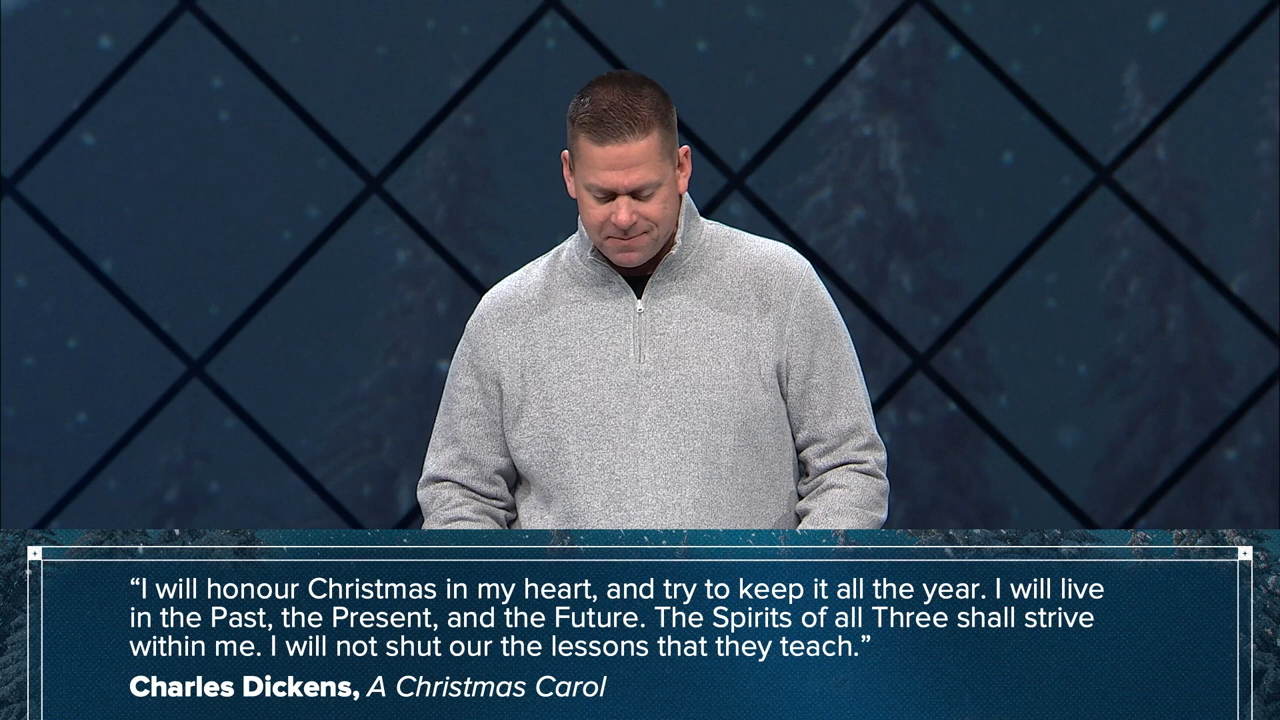 “I will honour Christmas in my heart, and try to keep it all the year. I will live
in the Past, the Present, and the Future. The Spirits of all Three shall strive
within me. I will not shut our the lessons that they teach.”
Charles Dickens, A Christmas Carol